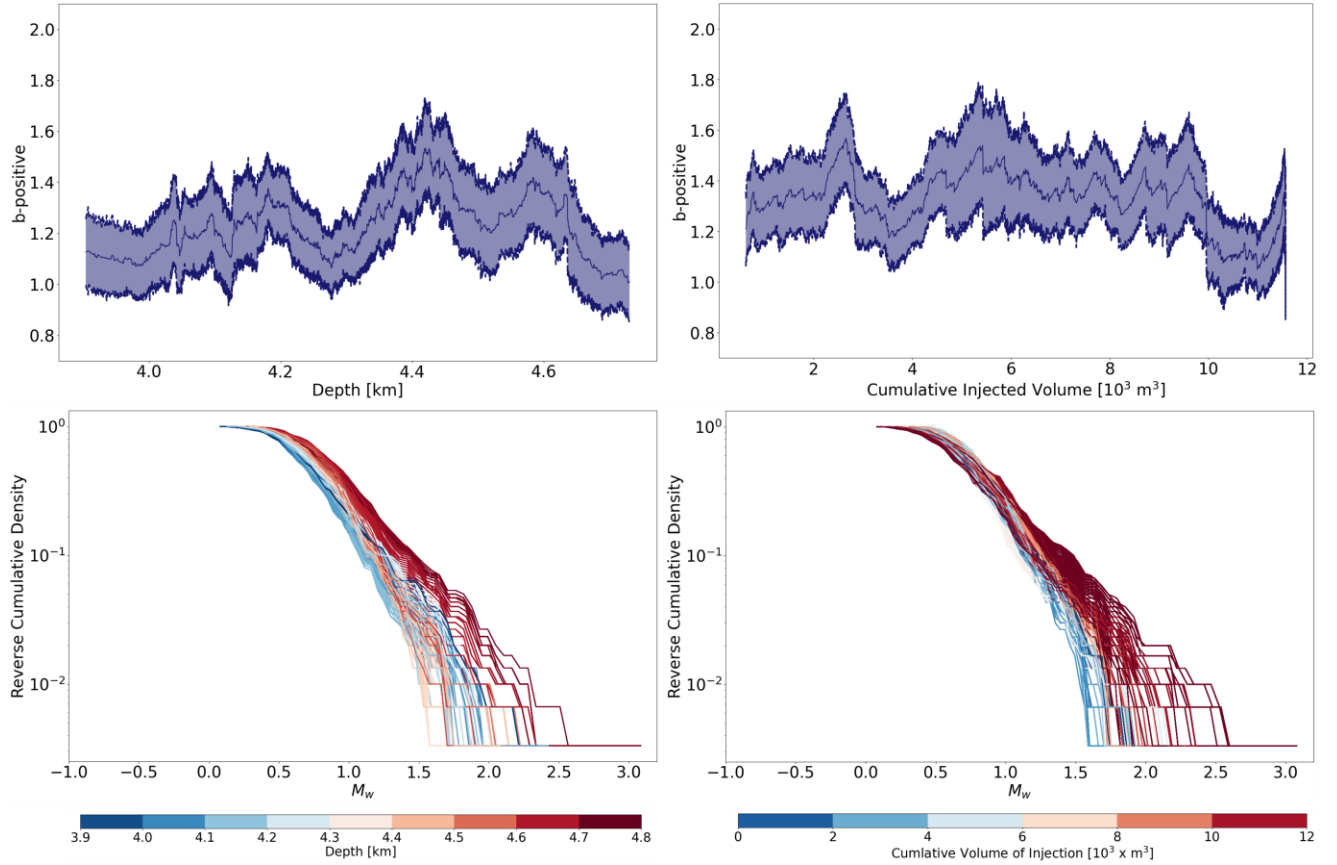 2.0
1.8
1.6
1.4
1.2
1.0
0.8
b-positive
4.0 4.2 4.4 4.6
Depth [km]
2.0
1.8
1.6
1.4
1.2
1.0
0.8
b-positive
2 4 6 8 10 12
Cumulative Injected Volume [10³ m³]
10⁰
10⁻¹
10⁻²
Reverse Cumulative Density
−1.0 −0.5 0.0 0.5 1.0 1.5 2.0 2.5 3.0
M_w
3.9 4.0 4.1 4.2 4.3 4.4 4.5 4.6 4.7 4.8
Depth [km]
10⁰
10⁻¹
10⁻²
Reverse Cumulative Density
−1.0 −0.5 0.0 0.5 1.0 1.5 2.0 2.5 3.0
M_w
0 2 4 6 8 10 12
Cumulative Volume of Injection [10³ x m³]